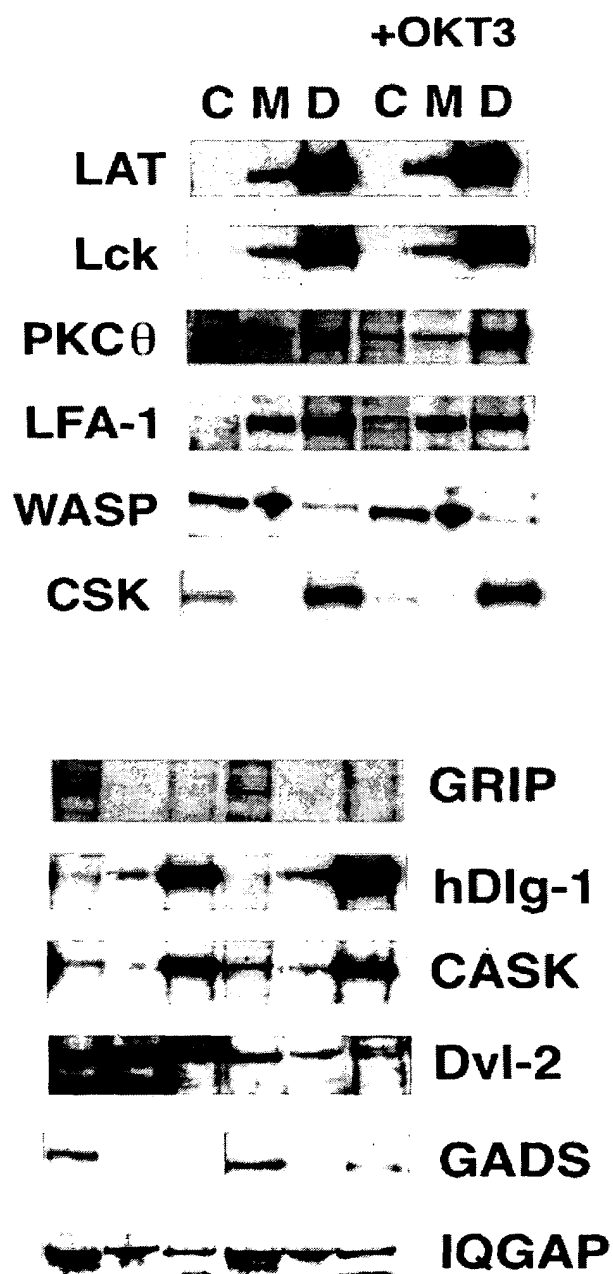 +OKT3
C M D C M D
LAT
Lck
PKCθ
LFA-1
WASP
CSK
GRIP
hDlg-1
CASK
Dvl-2
GADS
IQGAP